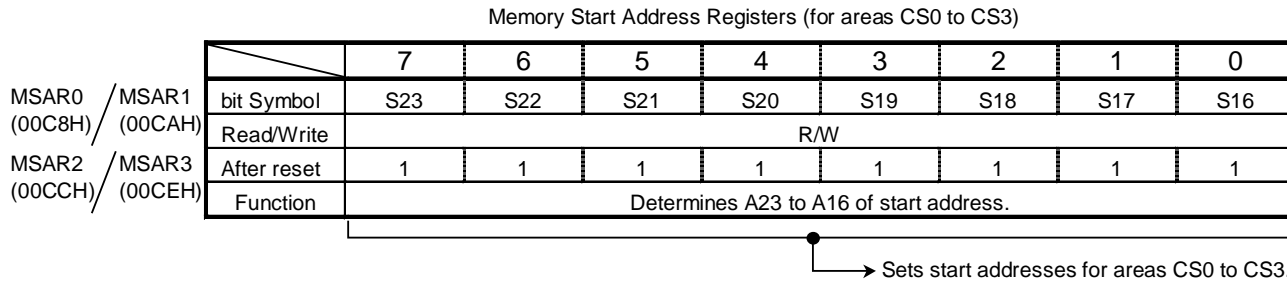 Memory Start Address Registers (for areas CS0 to CS3)
7 6 5 4 3 2 1 0
MSAR0 / MSAR1 bit Symbol S23 S22 S21 S20 S19 S18 S17 S16
(00C8H) (00CAH) Read/Write R/W
MSAR2 / MSAR3 After reset 1 1 1 1 1 1 1 1
(00CCH) (00CEH) Function Determines A23 to A16 of start address.
Sets start addresses for areas CS0 to CS3